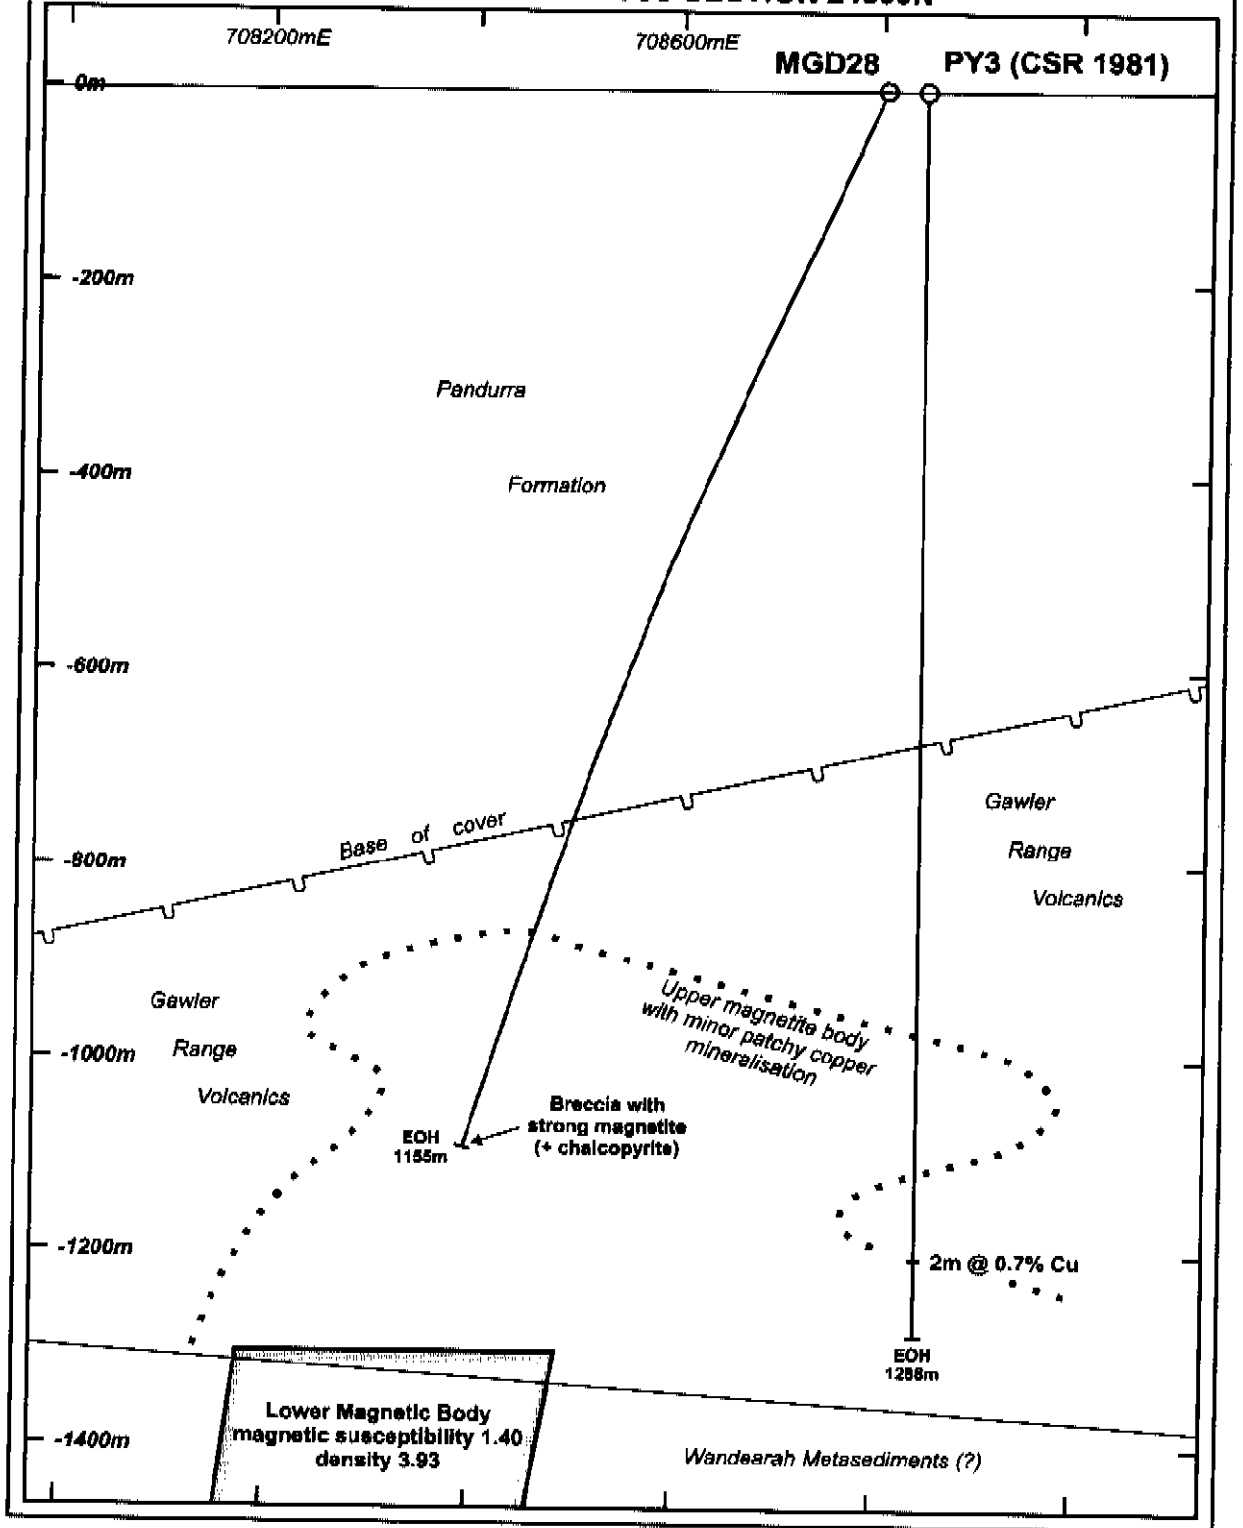 708200mE
708600mE
MGD28
PY3 (CSR 1981)
0m
-200m
Pandurra
-400m
Formation
-600m
Gawler
Range
Volcanics
Base of cover
-800m
Gawler
Range
Volcanics
-1000m
Upper magnetite body
with minor patchy copper
mineralisation
Breccia with
strong magnetite
(+ chalcopyrite)
EOH
1155m
-1200m
2m @ 0.7% Cu
EOH
1288m
Lower Magnetic Body
magnetic susceptibility 1.40
density 3.93
-1400m
Wandearah Metasediments (?)